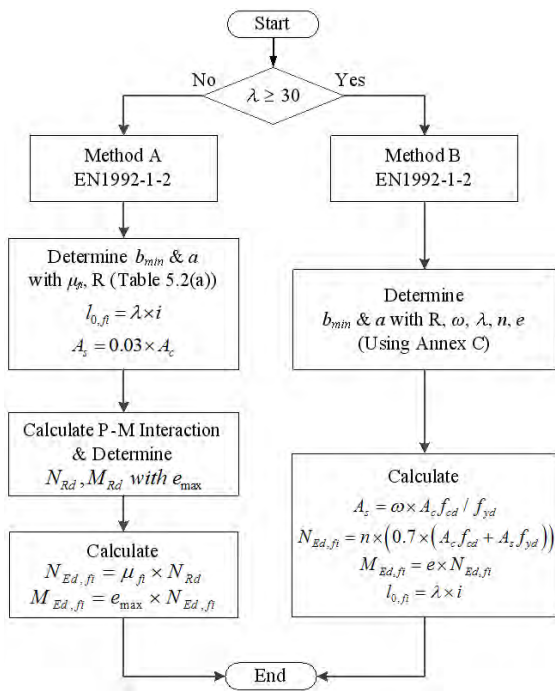 Start
No
Yes
λ ≥ 30
Method A
EN1992-1-2
Method B
EN1992-1-2
Determine b_min & a
with μ_fi, R (Table 5.2(a))
l_0,fi = λ × i
A_s = 0.03 × A_c
Determine
b_min & a with R, ω, λ, n, e
(Using Annex C)
Calculate P-M Interaction
& Determine
N_Rd, M_Rd with e_max
Calculate
N_Ed,fi = μ_fi × N_Rd
M_Ed,fi = e_max × N_Ed,fi
Calculate
A_s = ω × A_c f_cd / f_yd
N_Ed,fi = n × (0.7 × (A_c f_cd + A_s f_yd))
M_Ed,fi = e × N_Ed,fi
l_0,fi = λ × i
End